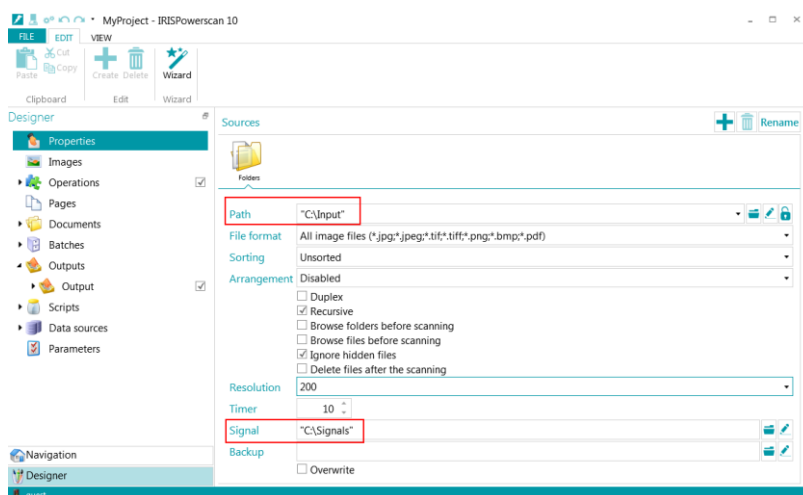 MyProject - IRISPowerscan 10
FILE EDIT VIEW
Paste Cut Copy Create Delete Wizard
Clipboard Edit Wizard
Designer
Properties
Images
Operations
Pages
Documents
Batches
Outputs
Output
Scripts
Data sources
Parameters
Navigation
Designer
Sources Rename
Folders
Path "C:\Input"
File format All image files (*.jpg;*.jpeg;*.tif;*.tiff;*.png;*.bmp;*.pdf)
Sorting Unsorted
Arrangement Disabled
Duplex
Recursive
Browse folders before scanning
Browse files before scanning
Ignore hidden files
Delete files after the scanning
Resolution 200
Timer 10
Signal "C:\Signals"
Backup
Overwrite